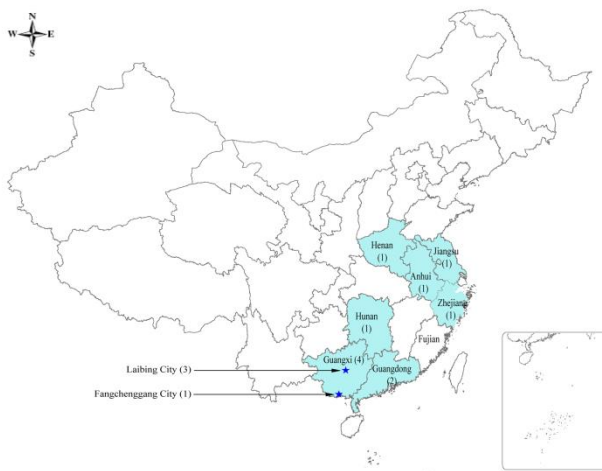 N
W E
S
Henan
(1)
Jiangsu
(1)
Anhui
(1)
Zhejiang
(1)
Hunan
(1)
Fujian
Guangxi (4)
Guangdong
(2)
Laibing City (3)
Fangchenggang City (1)